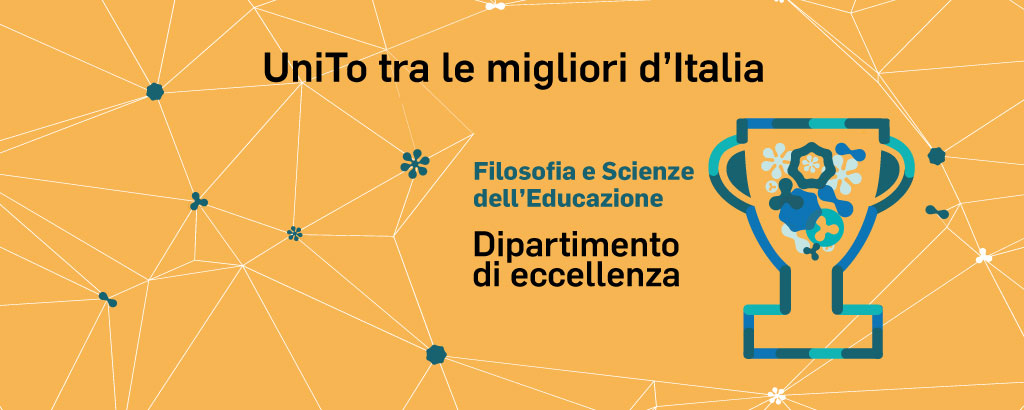 UniTo tra le migliori d’Italia
Filosofia e Scienze
dell’Educazione
Dipartimento
di eccellenza